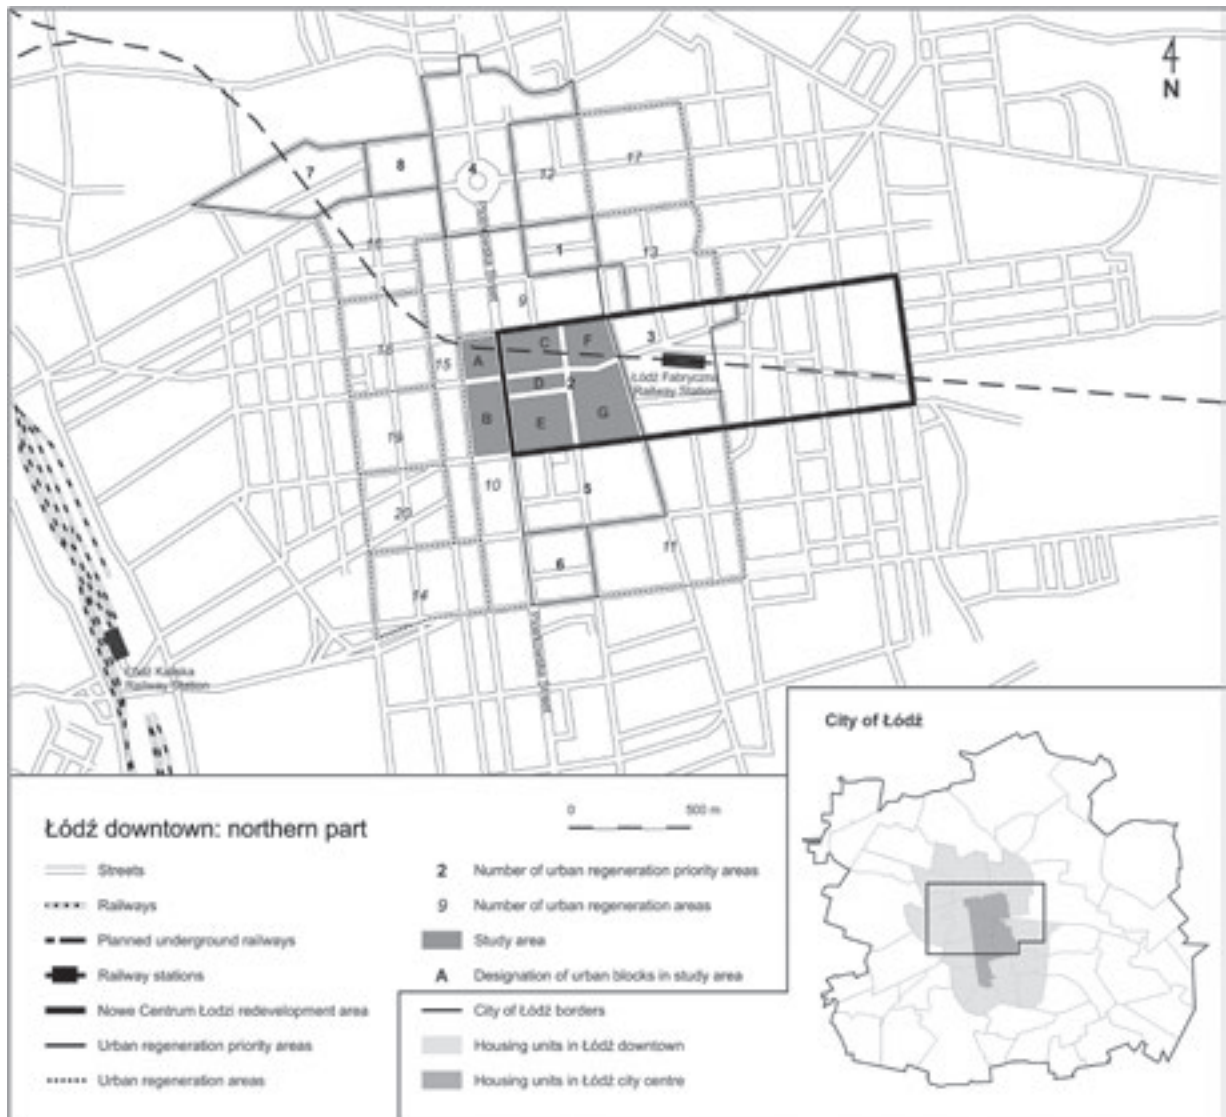 N
7
8
4
12
17
Piotrkowska Street
1
13
9
3
C
F
A
15
D
2
Łódź Fabryczna
Railway Station
B
E
G
19
10
5
20
11
6
14
Piotrkowska Street
Łódź Kaliska
Railway Station
City of Łódź
Łódź downtown: northern part
0
500 m
Streets
Railways
Planned underground railways
Railway stations
Nowe Centrum Łodzi redevelopment area
Urban regeneration priority areas
Urban regeneration areas
2 Number of urban regeneration priority areas
9 Number of urban regeneration areas
Study area
A Designation of urban blocks in study area
City of Łódź borders
Housing units in Łódź downtown
Housing units in Łódź city centre